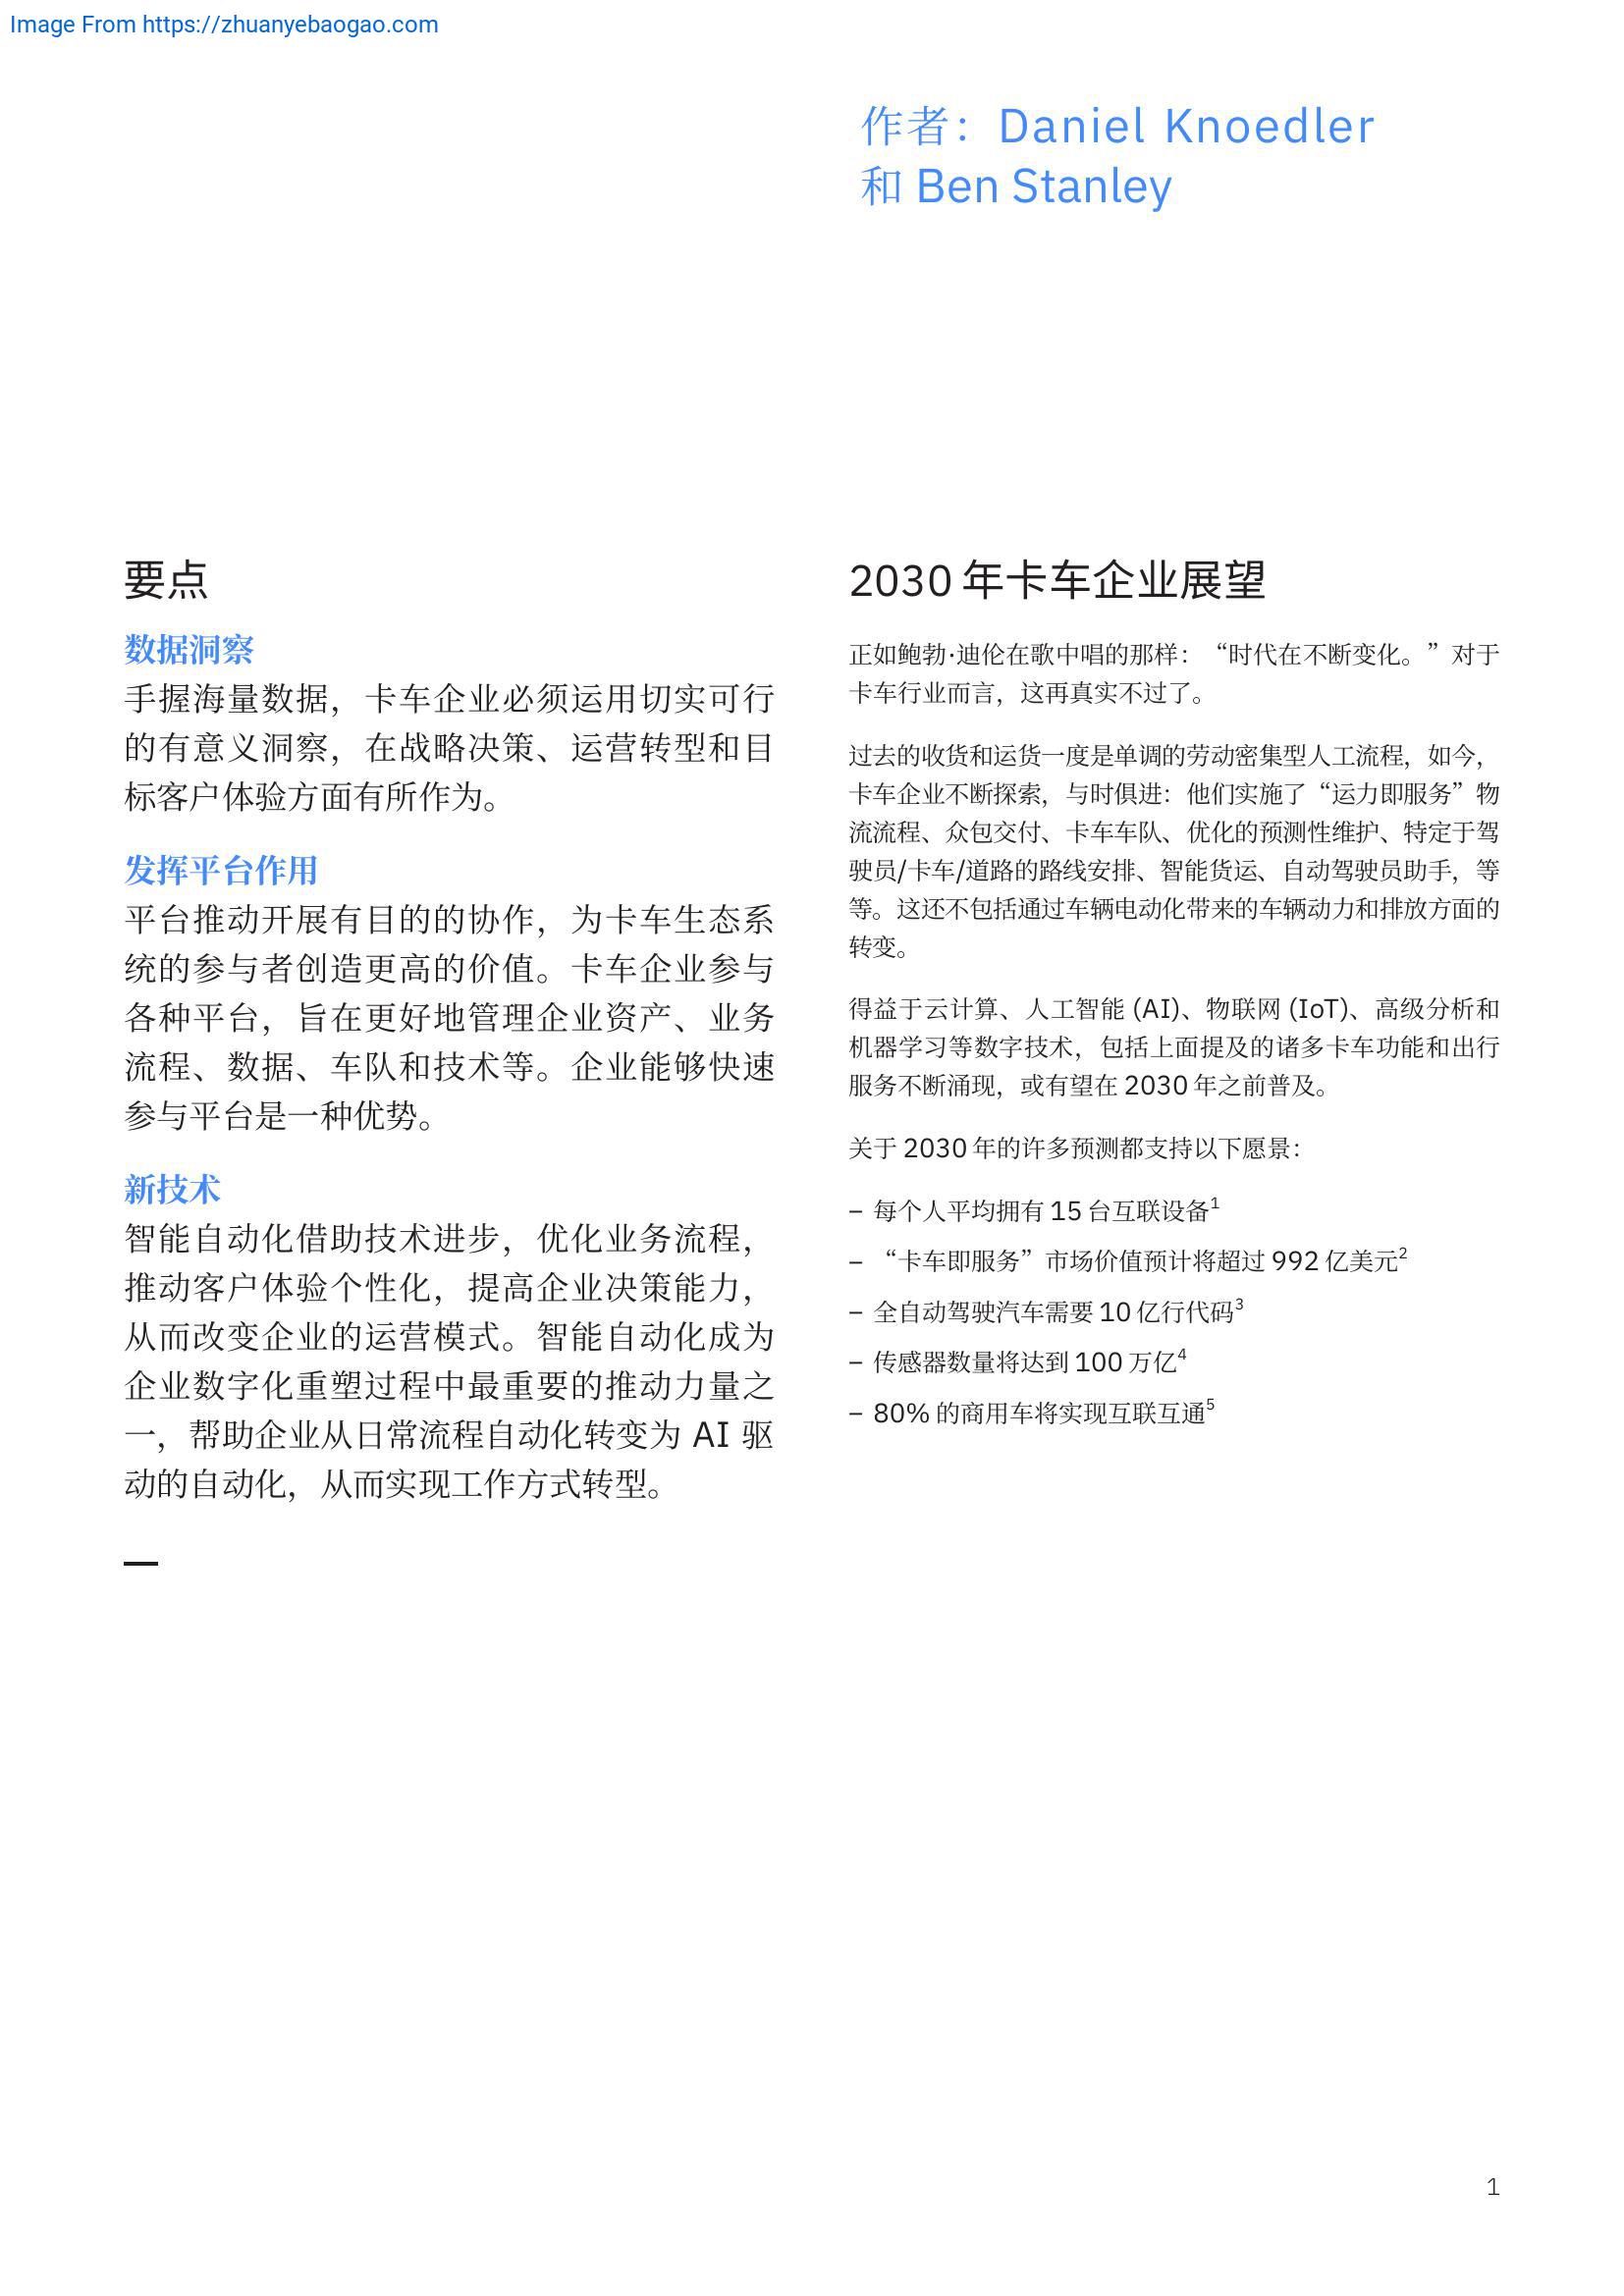 Image From https://zhuanyebaogao.com
作者：Daniel Knoedler
和 Ben Stanley
要点
数据洞察
手握海量数据，卡车企业必须运用切实可行
的有意义洞察，在战略决策、运营转型和目
标客户体验方面有所作为。
发挥平台作用
平台推动开展有目的的协作，为卡车生态系
统的参与者创造更高的价值。卡车企业参与
各种平台，旨在更好地管理企业资产、业务
流程、数据、车队和技术等。企业能够快速
参与平台是一种优势。
新技术
智能自动化借助技术进步，优化业务流程，
推动客户体验个性化，提高企业决策能力，
从而改变企业的运营模式。智能自动化成为
企业数字化重塑过程中最重要的推动力量之
一，帮助企业从日常流程自动化转变为 AI 驱
动的自动化，从而实现工作方式转型。
2030 年卡车企业展望
正如鲍勃·迪伦在歌中唱的那样：“时代在不断变化。”对于
卡车行业而言，这再真实不过了。
过去的收货和运货一度是单调的劳动密集型人工流程，如今，
卡车企业不断探索，与时俱进：他们实施了“运力即服务”物
流流程、众包交付、卡车车队、优化的预测性维护、特定于驾
驶员/卡车/道路的路线安排、智能货运、自动驾驶员助手，等
等。这还不包括通过车辆电动化带来的车辆动力和排放方面的
转变。
得益于云计算、人工智能 (AI)、物联网 (IoT)、高级分析和
机器学习等数字技术，包括上面提及的诸多卡车功能和出行
服务不断涌现，或有望在 2030 年之前普及。
关于 2030 年的许多预测都支持以下愿景：
– 每个人平均拥有 15 台互联设备1
– “卡车即服务”市场价值预计将超过 992 亿美元2
– 全自动驾驶汽车需要 10 亿行代码3
– 传感器数量将达到 100 万亿4
– 80% 的商用车将实现互联互通5
1